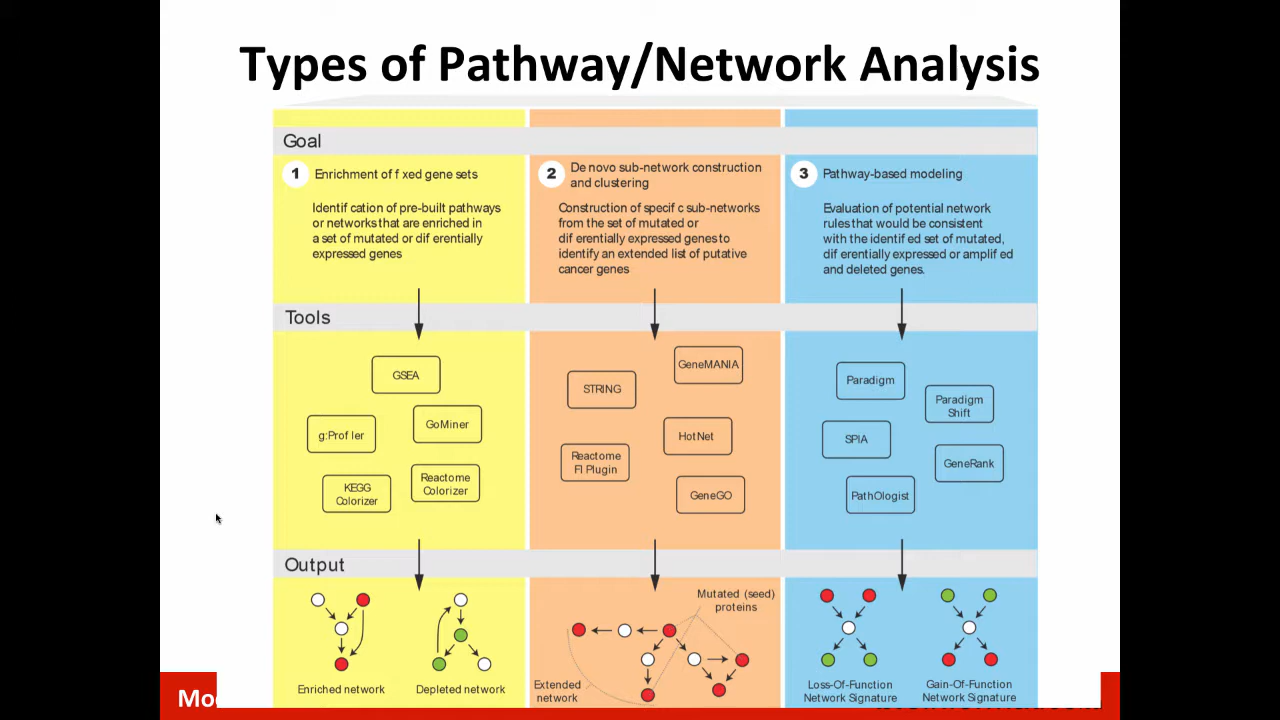 Types of Pathway/Network Analysis
Goal
1
Enrichment of f xed gene sets
Identif cation of pre-built pathways
or networks that are enriched in
a set of mutated or dif erentially
expressed genes
2
De novo sub-network construction
and clustering
Construction of specif c sub-networks
from the set of mutated or
dif erentially expressed genes to
identify an extended list of putative
cancer genes
3
Pathway-based modeling
Evaluation of potential network
rules that would be consistent
with the identif ed set of mutated,
dif erentially expressed or amplif ed
and deleted genes.
Tools
GSEA
g:Prof ler
GoMiner
KEGG
Colorizer
Reactome
Colorizer
STRING
GeneMANIA
HotNet
Reactome
FI Plugin
GeneGO
Paradigm
Paradigm
Shift
SPIA
GeneRank
PathOlogist
Output
Enriched network
Depleted network
Mutated (seed)
proteins
Extended
network
Loss-Of-Function
Network Signature
Gain-Of-Function
Network Signature